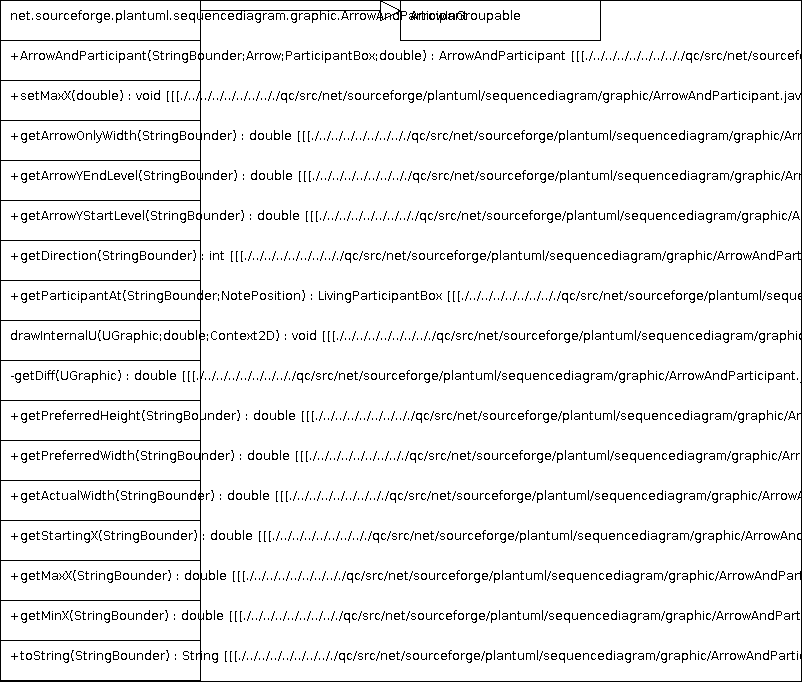 net.sourceforge.plantuml.sequencediagram.graphic.ArrowAndParticipant
+ArrowAndParticipant(StringBounder;Arrow;ParticipantBox;double) : ArrowAndParticipant [[[./../../../../../../../qc/src/net/sourcef
+setMaxX(double) : void [[[./../../../../../../../qc/src/net/sourceforge/plantuml/sequencediagram/graphic/ArrowAndParticipant.jav
+getArrowOnlyWidth(StringBounder) : double [[[./../../../../../../../qc/src/net/sourceforge/plantuml/sequencediagram/graphic/Arr
+getArrowYEndLevel(StringBounder) : double [[[./../../../../../../../qc/src/net/sourceforge/plantuml/sequencediagram/graphic/Arr
+getArrowYStartLevel(StringBounder) : double [[[./../../../../../../../qc/src/net/sourceforge/plantuml/sequencediagram/graphic/A
+getDirection(StringBounder) : int [[[./../../../../../../../qc/src/net/sourceforge/plantuml/sequencediagram/graphic/ArrowAndPart
+getParticipantAt(StringBounder;NotePosition) : LivingParticipantBox [[[./../../../../../../../qc/src/net/sourceforge/plantuml/seque
drawInternalU(UGraphic;double;Context2D) : void [[[./../../../../../../../qc/src/net/sourceforge/plantuml/sequencediagram/graphic
-getDiff(UGraphic) : double [[[./../../../../../../../qc/src/net/sourceforge/plantuml/sequencediagram/graphic/ArrowAndParticipant.j
+getPreferredHeight(StringBounder) : double [[[./../../../../../../../qc/src/net/sourceforge/plantuml/sequencediagram/graphic/Ar
+getPreferredWidth(StringBounder) : double [[[./../../../../../../../qc/src/net/sourceforge/plantuml/sequencediagram/graphic/Arr
+getActualWidth(StringBounder) : double [[[./../../../../../../../qc/src/net/sourceforge/plantuml/sequencediagram/graphic/ArrowA
+getStartingX(StringBounder) : double [[[./../../../../../../../qc/src/net/sourceforge/plantuml/sequencediagram/graphic/ArrowAnd
+getMaxX(StringBounder) : double [[[./../../../../../../../qc/src/net/sourceforge/plantuml/sequencediagram/graphic/ArrowAndPart
+getMinX(StringBounder) : double [[[./../../../../../../../qc/src/net/sourceforge/plantuml/sequencediagram/graphic/ArrowAndPart
+toString(StringBounder) : String [[[./../../../../../../../qc/src/net/sourceforge/plantuml/sequencediagram/graphic/ArrowAndPartic